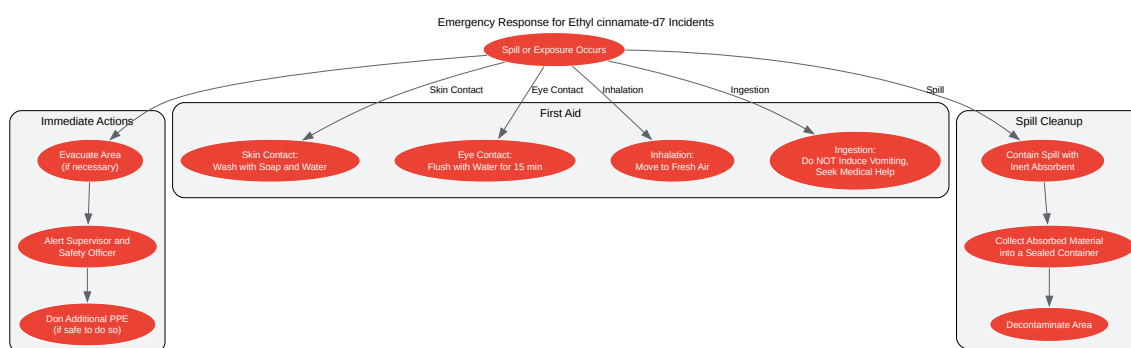 Emergency Response for Ethyl cinnamate-d7 Incidents
Spill or Exposure Occurs
Skin Contact
Eye Contact
Inhalation
Ingestion
Spill
Immediate Actions
Evacuate Area
(if necessary)
Alert Supervisor and
Safety Officer
Don Additional PPE
(if safe to do so)
First Aid
Skin Contact:
Wash with Soap and Water
Eye Contact:
Flush with Water for 15 min
Inhalation:
Move to Fresh Air
Ingestion:
Do NOT Induce Vomiting,
Seek Medical Help
Spill Cleanup
Contain Spill with
Inert Absorbent
Collect Absorbed Material
into a Sealed Container
Decontaminate Area